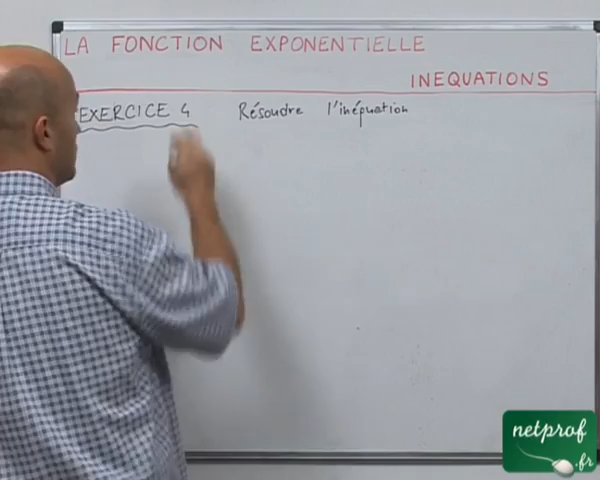 LA FONCTION EXPONENTIELLE
INEQUATIONS
EXERCICE 4 Résoudre l'inéquation
netprof
.fr